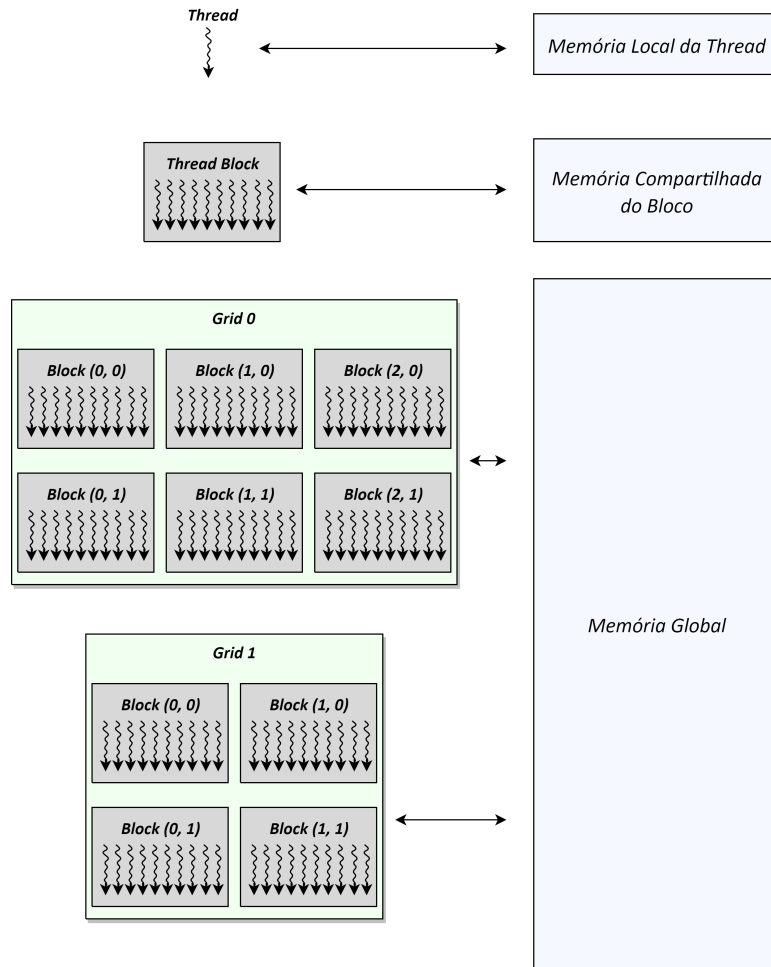 Thread
Memória Local da Thread
Thread Block
Memória Compartilhada
do Bloco
Grid 0
Block (0, 0)
Block (1, 0)
Block (2, 0)
Block (0, 1)
Block (1, 1)
Block (2, 1)
Memória Global
Grid 1
Block (0, 0)
Block (1, 0)
Block (0, 1)
Block (1, 1)